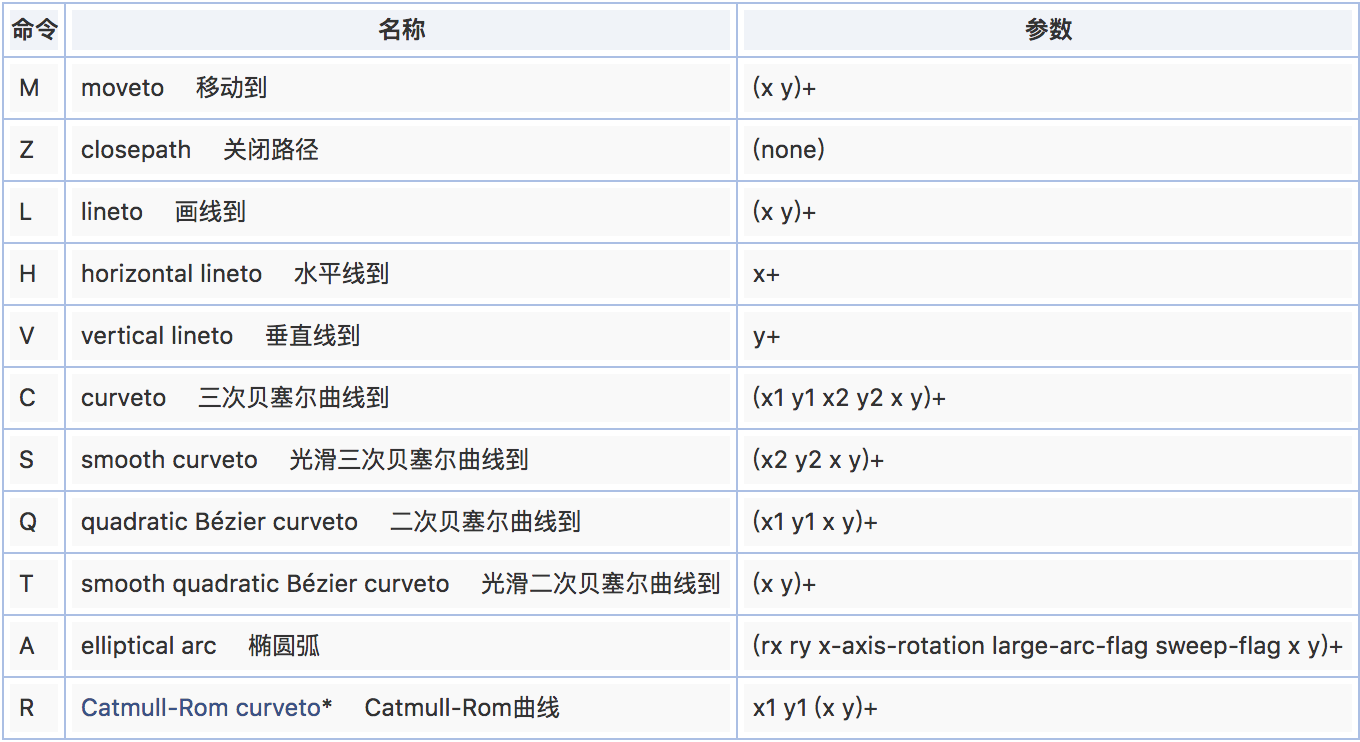 命令 名称 参数
M moveto 移动到 (x y)+
Z closepath 关闭路径 (none)
L lineto 画线到 (x y)+
H horizontal lineto 水平线到 x+
V vertical lineto 垂直线到 y+
C curveto 三次贝塞尔曲线到 (x1 y1 x2 y2 x y)+
S smooth curveto 光滑三次贝塞尔曲线到 (x2 y2 x y)+
Q quadratic Bézier curveto 二次贝塞尔曲线到 (x1 y1 x y)+
T smooth quadratic Bézier curveto 光滑二次贝塞尔曲线到 (x y)+
A elliptical arc 椭圆弧 (rx ry x-axis-rotation large-arc-flag sweep-flag x y)+
R Catmull-Rom curveto* Catmull-Rom曲线 x1 y1 (x y)+